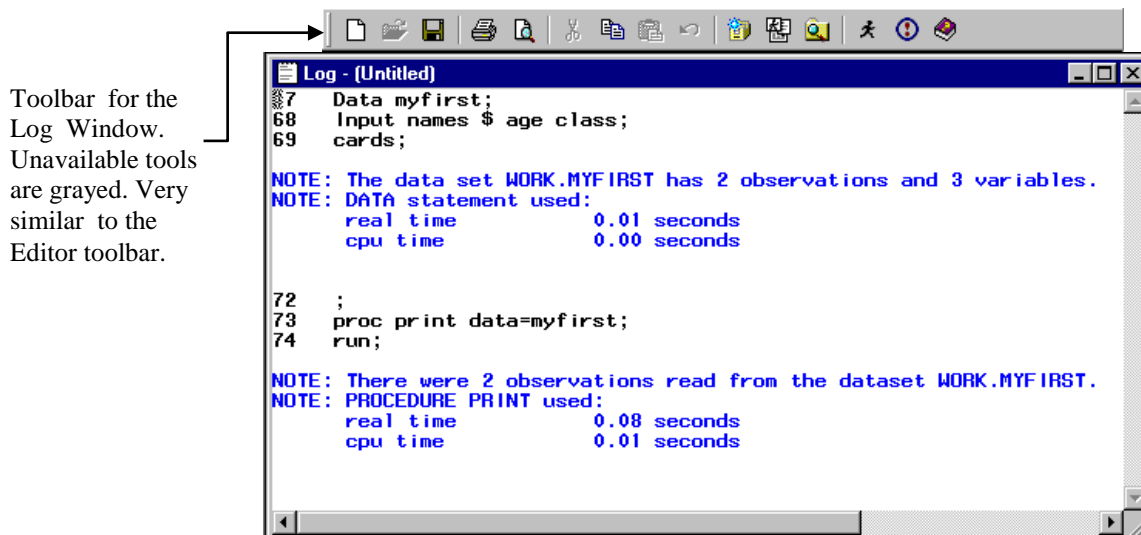 Toolbar for the
Log Window.
Unavailable tools
are grayed. Very
similar to the
Editor toolbar.
Log - (Untitled)
7 Data myfirst;
68 Input names $ age class;
69 cards;
NOTE: The data set WORK.MYFIRST has 2 observations and 3 variables.
NOTE: DATA statement used:
real time 0.01 seconds
cpu time 0.00 seconds
72 ;
73 proc print data=myfirst;
74 run;
NOTE: There were 2 observations read from the dataset WORK.MYFIRST.
NOTE: PROCEDURE PRINT used:
real time 0.08 seconds
cpu time 0.01 seconds